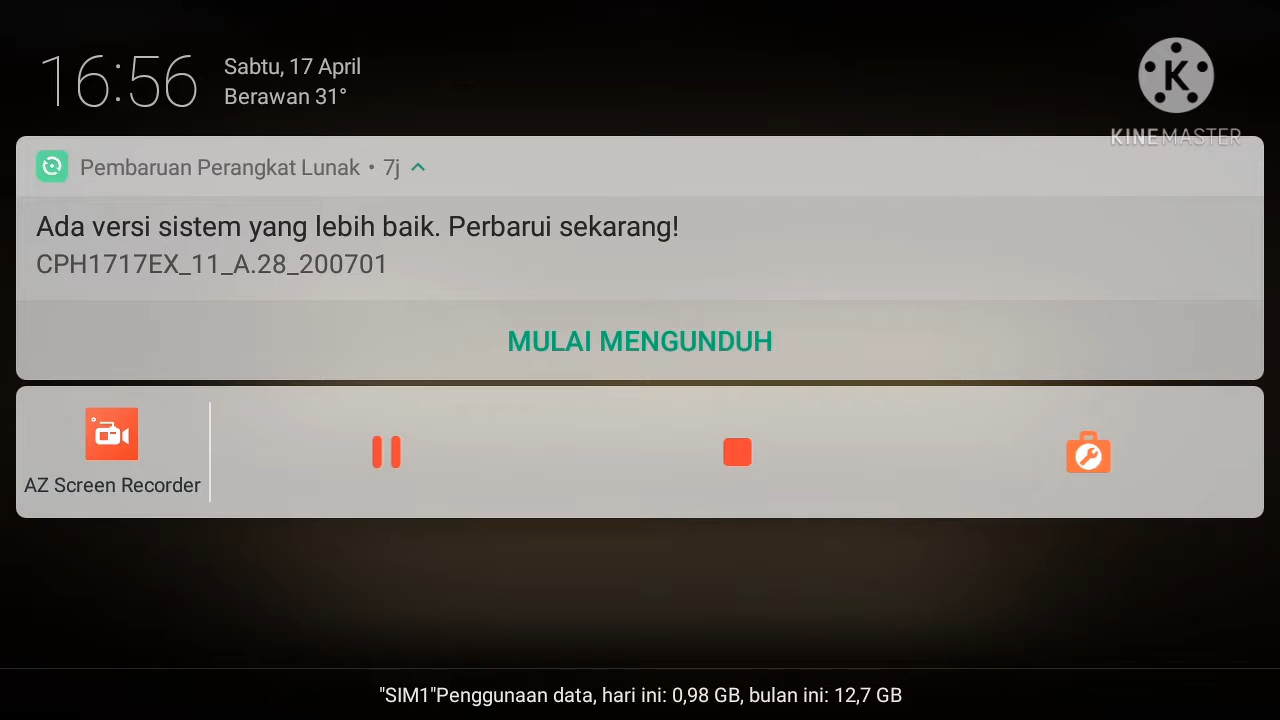 16:56
Sabtu, 17 April
Berawan 31°
K
KINEMASTER
Pembaruan Perangkat Lunak • 7j
Ada versi sistem yang lebih baik. Perbarui sekarang!
CPH1717EX_11_A.28_200701
MULAI MENGUNDUH
AZ Screen Recorder
"SIM1"Penggunaan data, hari ini: 0,98 GB, bulan ini: 12,7 GB